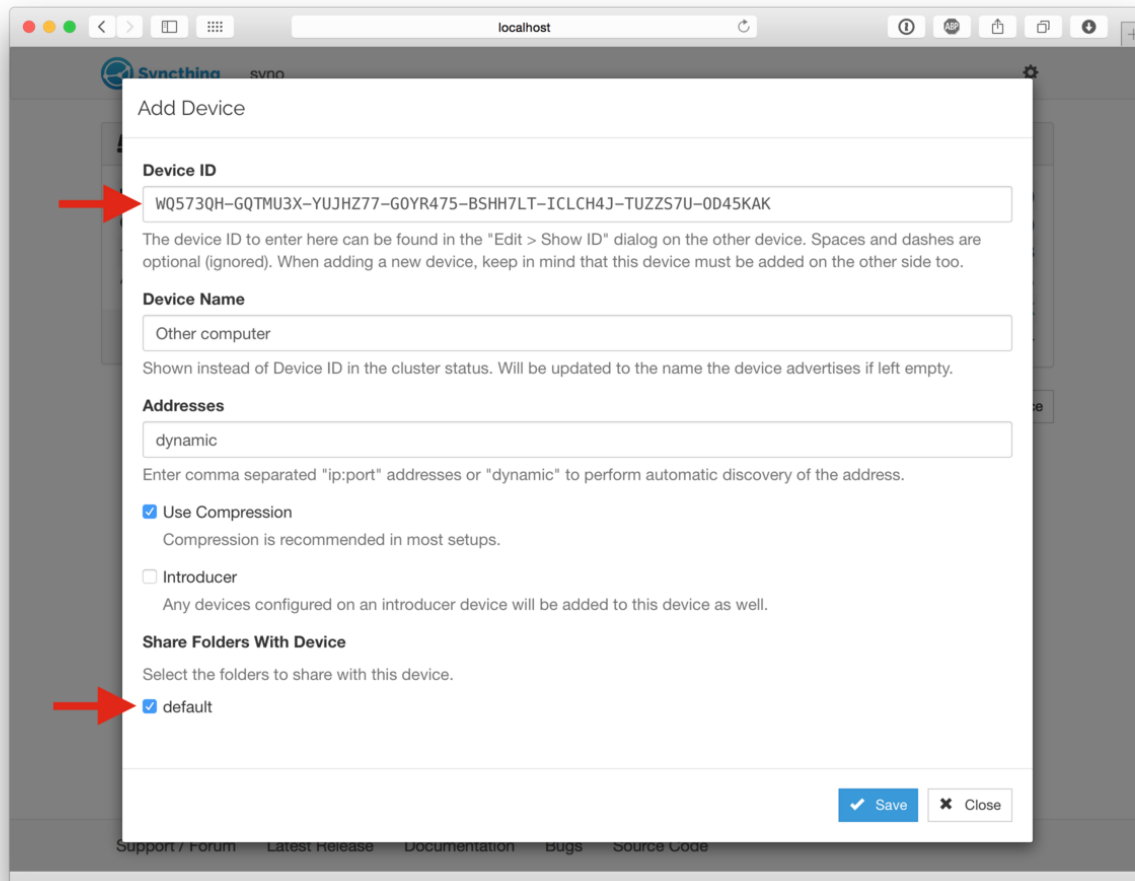 localhost
ABP
Syncthing syno
Add Device
Device ID
WQ573QH-GQTMU3X-YUJHZ77-GOYR475-BSHH7LT-ICLCH4J-TUZZS7U-OD45KAK
The device ID to enter here can be found in the "Edit > Show ID" dialog on the other device. Spaces and dashes are
optional (ignored). When adding a new device, keep in mind that this device must be added on the other side too.
Device Name
Other computer
Shown instead of Device ID in the cluster status. Will be updated to the name the device advertises if left empty.
Addresses
dynamic
Enter comma separated "ip:port" addresses or "dynamic" to perform automatic discovery of the address.
Use Compression
Compression is recommended in most setups.
Introducer
Any devices configured on an introducer device will be added to this device as well.
Share Folders With Device
Select the folders to share with this device.
default
Save Close
Support / Forum Latest Release Documentation Bugs Source Code